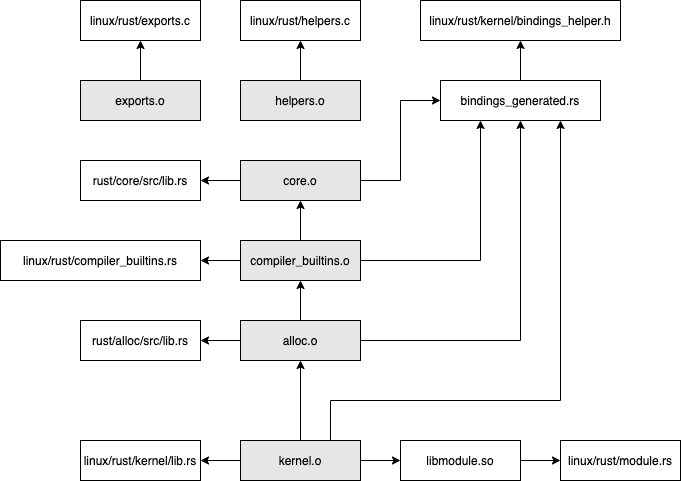 linux/rust/exports.c
linux/rust/helpers.c
linux/rust/kernel/bindings_helper.h
exports.o
helpers.o
bindings_generated.rs
rust/core/src/lib.rs
core.o
linux/rust/compiler_builtins.rs
compiler_builtins.o
rust/alloc/src/lib.rs
alloc.o
linux/rust/kernel/lib.rs
kernel.o
libmodule.so
linux/rust/module.rs